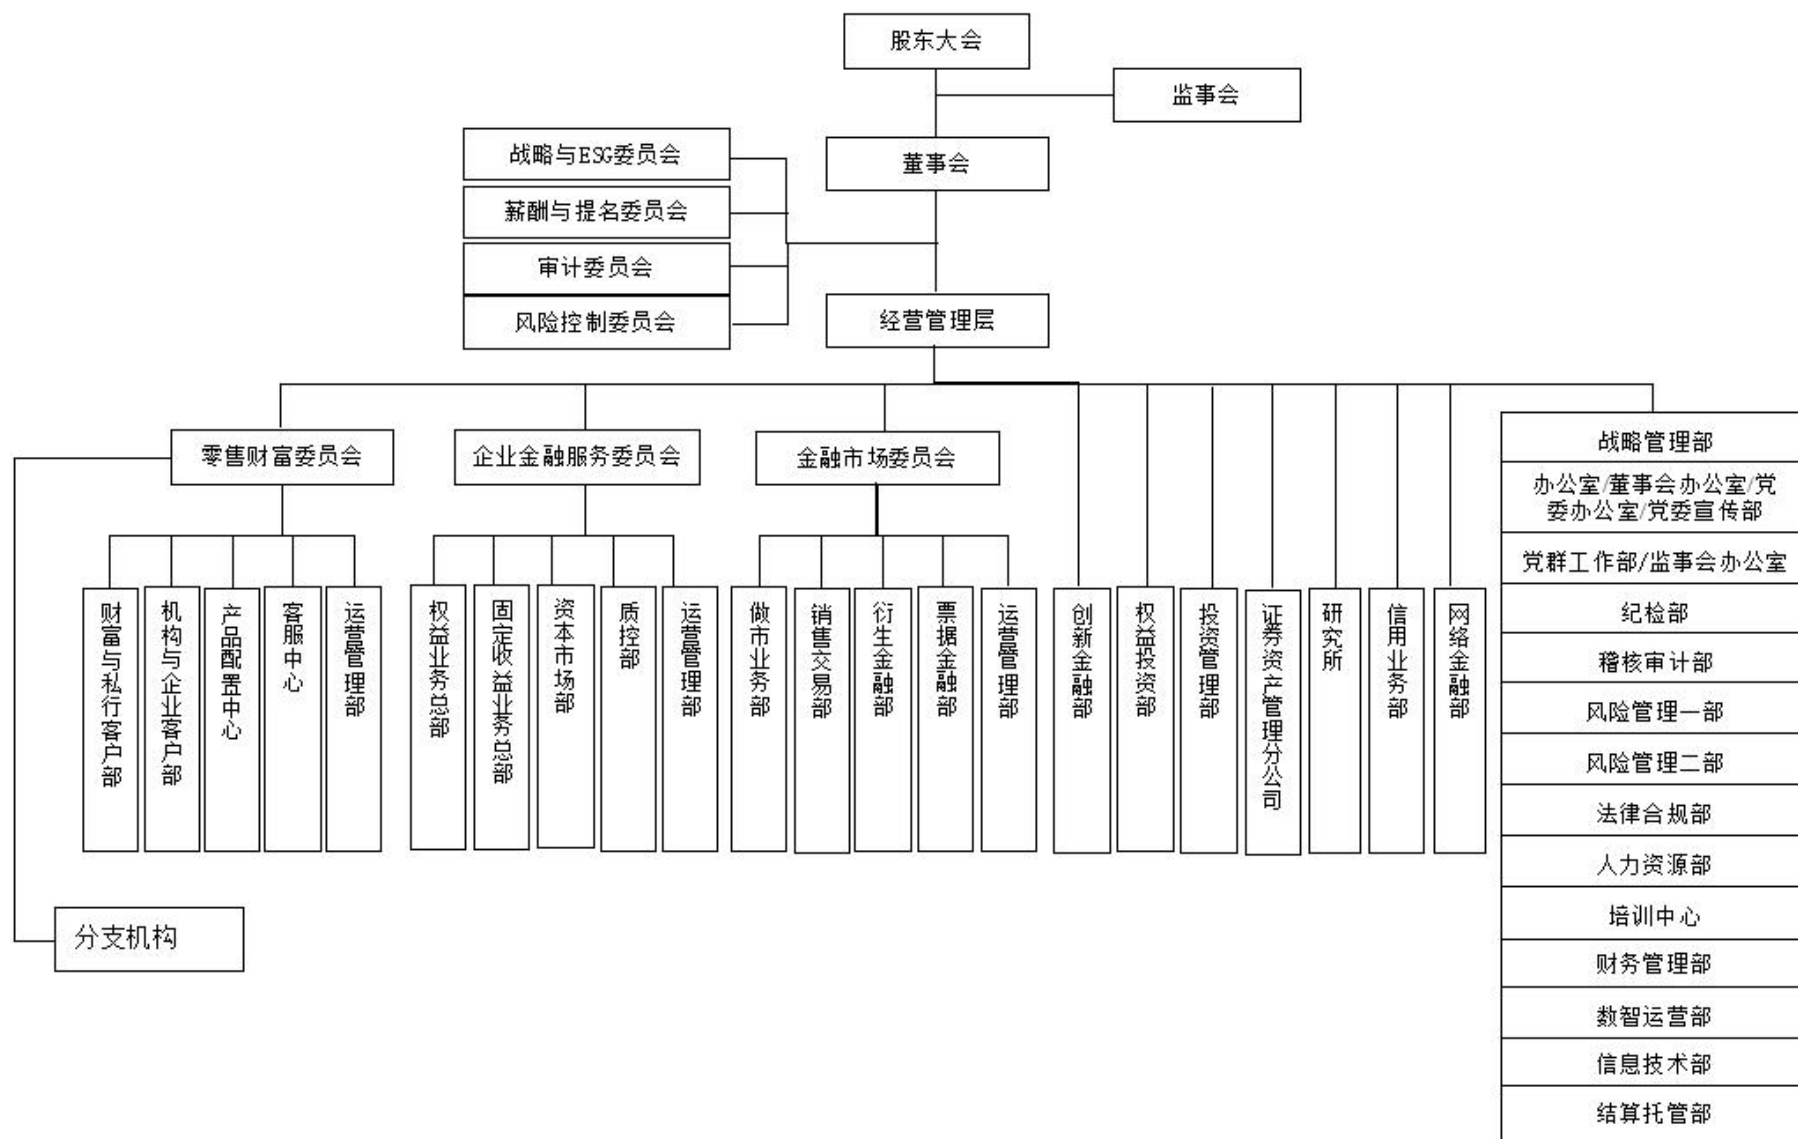 股东大会
监事会
战略与ESG委员会
董事会
薪酬与提名委员会
审计委员会
风险控制委员会
经营管理层
零售财富委员会
企业金融服务委员会
金融市场委员会
财富与私行客户部
机构与企业客户部
产品配置中心
客服中心
运营管理部
权益业务总部
固定收益业务总部
资本市场部
质控部
运营管理部
做市业务部
销售交易部
衍生金融部
票据金融部
运营管理部
创新金融部
权益投资部
投资管理部
证券资产管理分公司
研究所
信用业务部
网络金融部
战略管理部
办公室/董事会办公室/党
委办公室/党委宣传部
党群工作部/监事会办公室
纪检部
稽核审计部
风险管理一部
风险管理二部
法律合规部
人力资源部
培训中心
财务管理部
数智运营部
信息技术部
结算托管部
分支机构